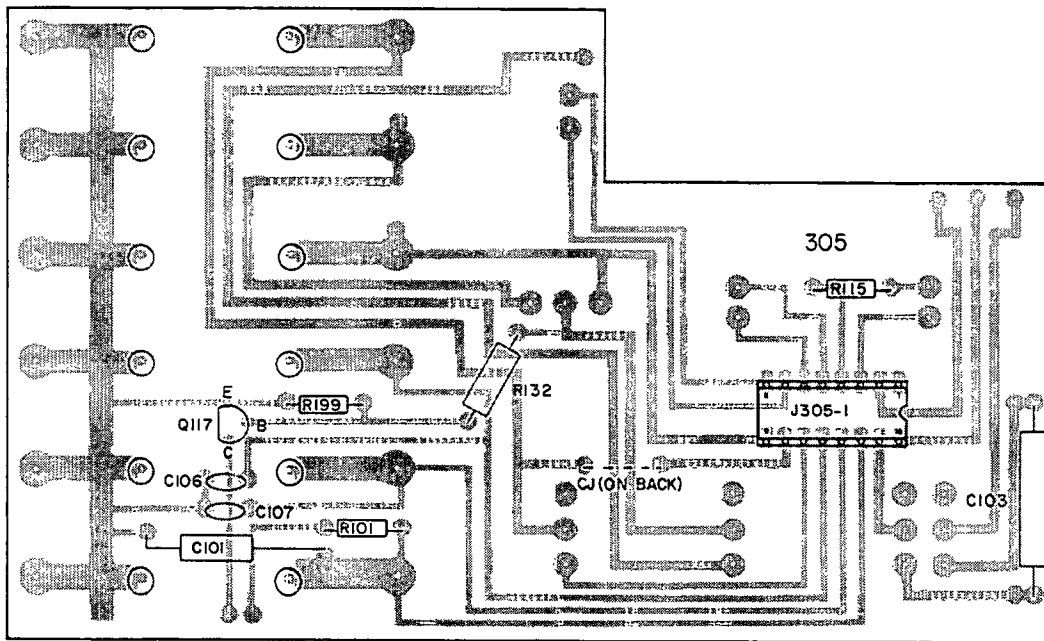 305
R115
J305-1
R132
E
R199
Q117
B
C
C106
CJ(ON BACK)
C107
C103
R101
C101